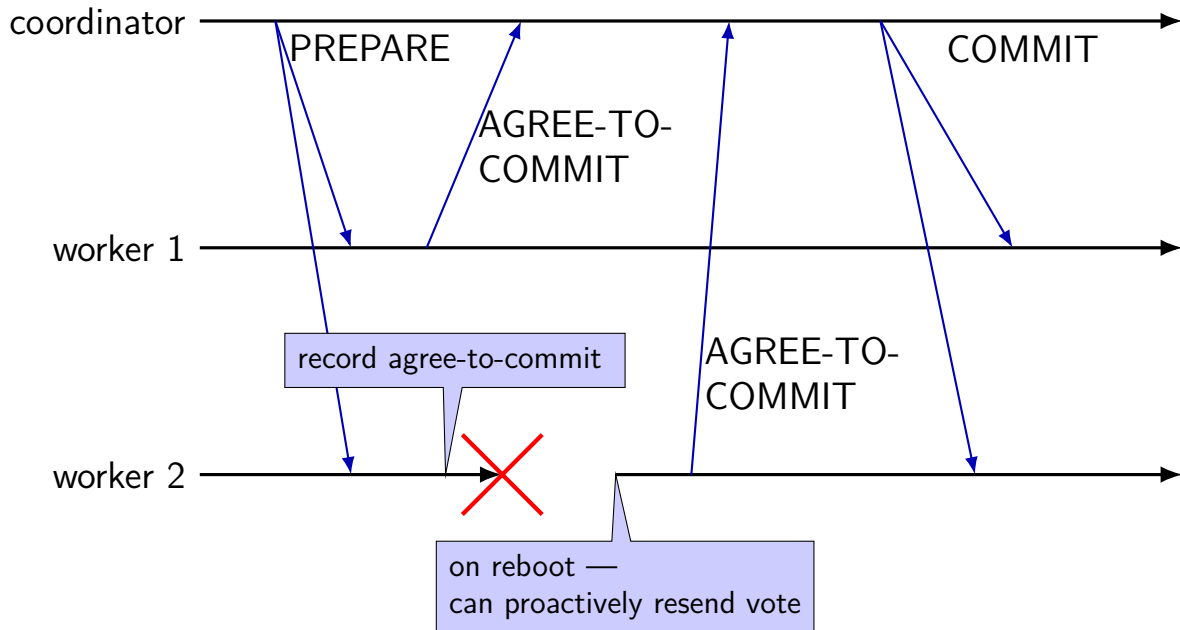 coordinator
PREPARE
COMMIT
AGREE-TO-
COMMIT
worker 1
record agree-to-commit
AGREE-TO-
COMMIT
worker 2
on reboot —
can proactively resend vote